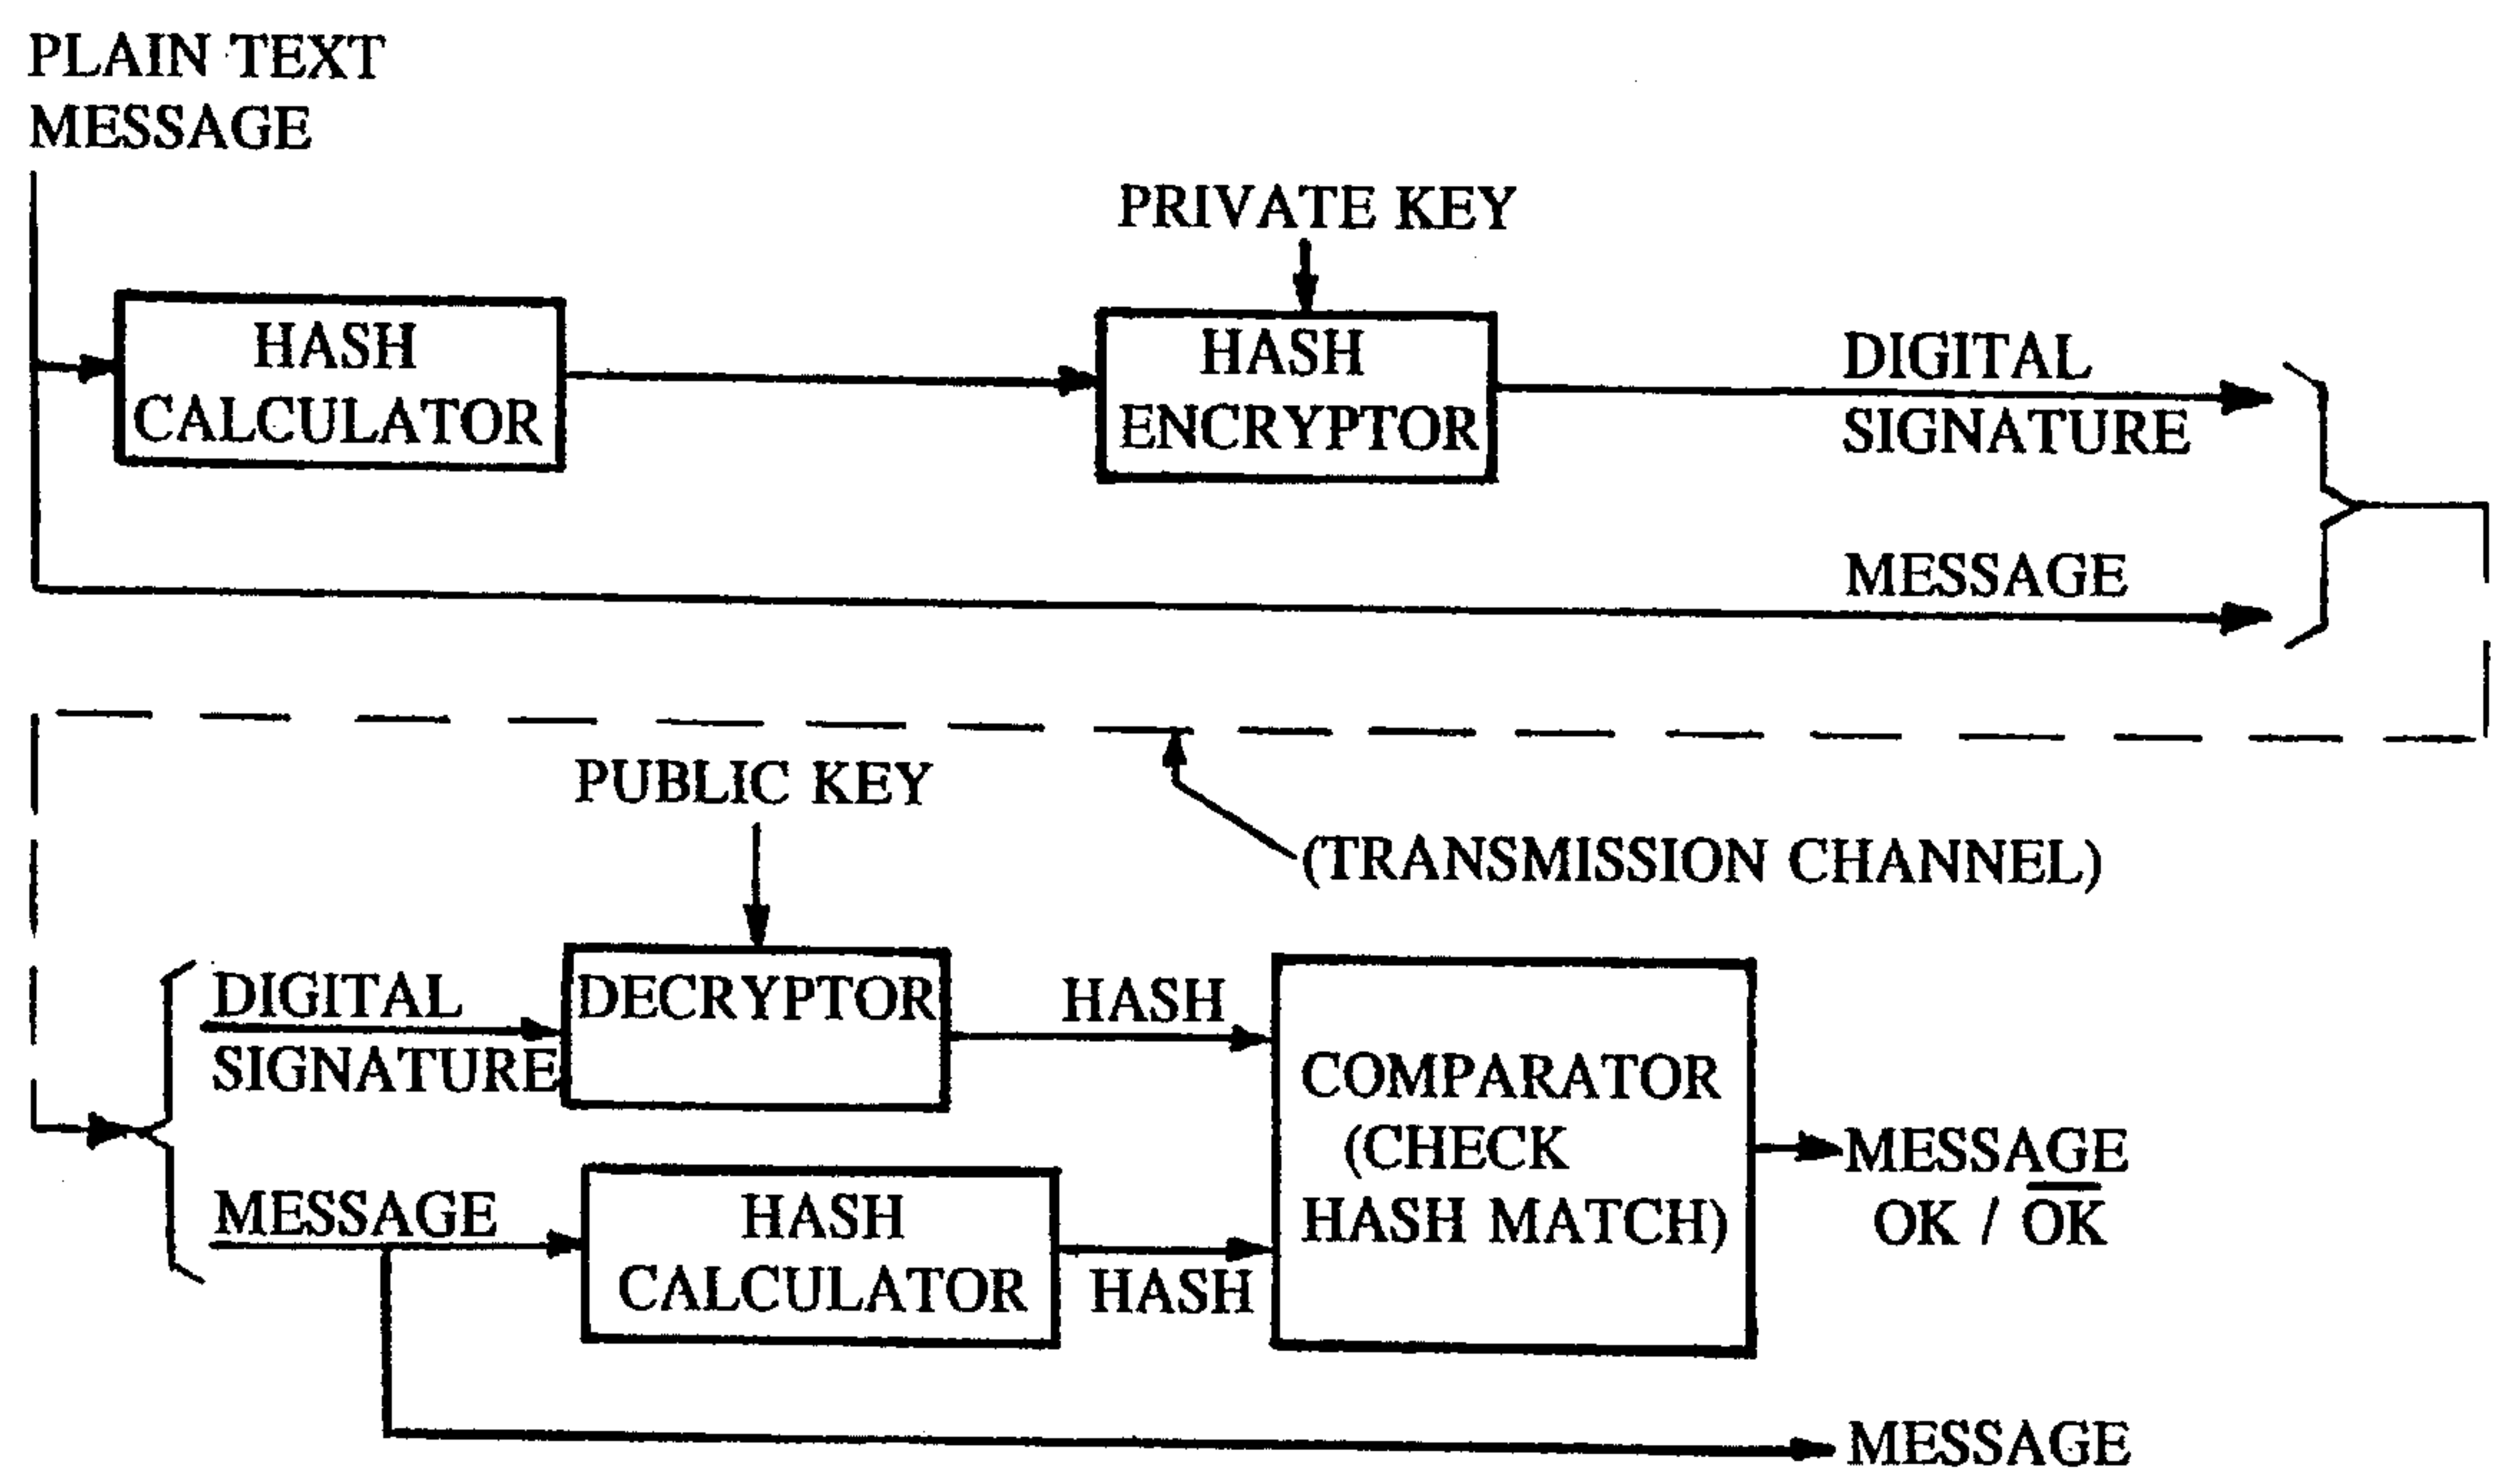 PLAIN TEXT
MESSAGE
PRIVATE KEY
HASH
CALCULATOR
HASH
ENCRYPTOR
DIGITAL
SIGNATURE
MESSAGE
PUBLIC KEY
(TRANSMISSION CHANNEL)
DIGITAL
SIGNATURE
DECRYPTOR
HASH
COMPARATOR
(CHECK
HASH MATCH)
MESSAGE
OK / O̅K̅
MESSAGE
HASH
CALCULATOR
HASH
MESSAGE